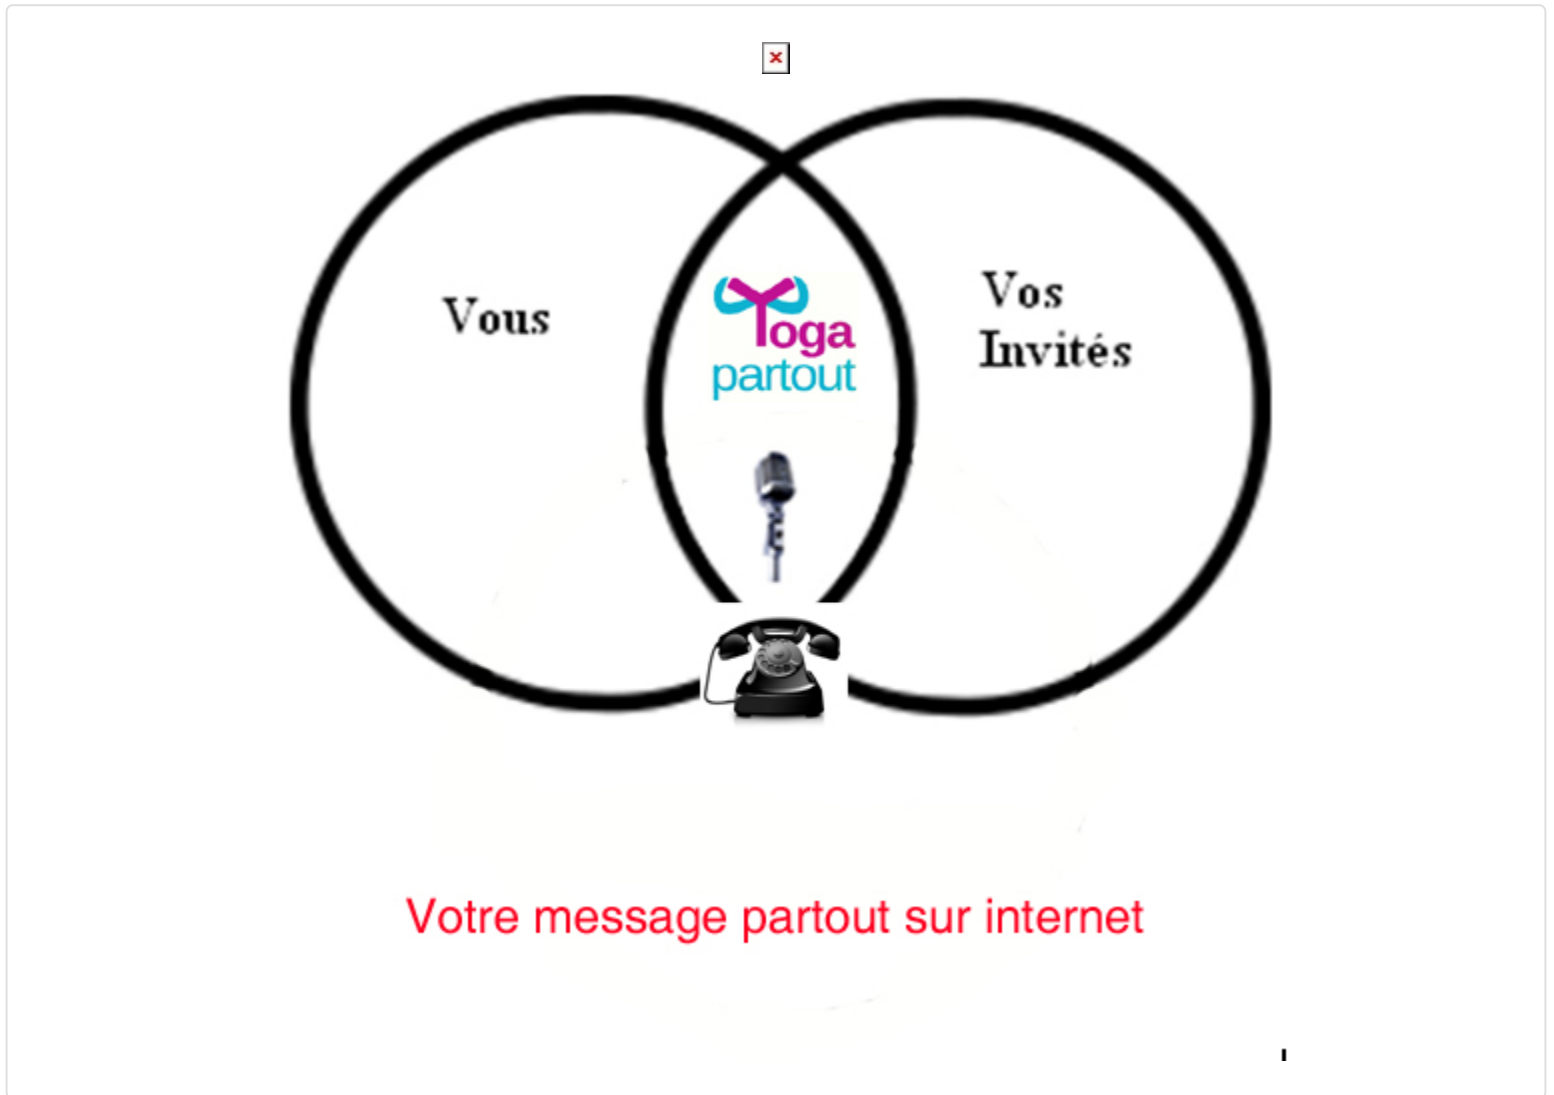 Vous
Yoga
partout
Vos
Invités
Votre message partout sur internet